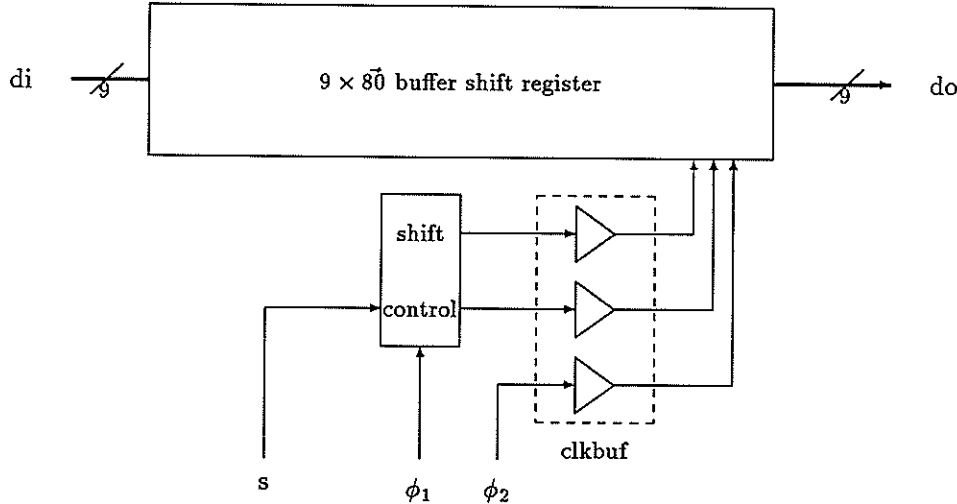 di
9
9 × 8⃗0 buffer shift register
9
do
shift
control
clkbuf
s
ϕ₁
ϕ₂